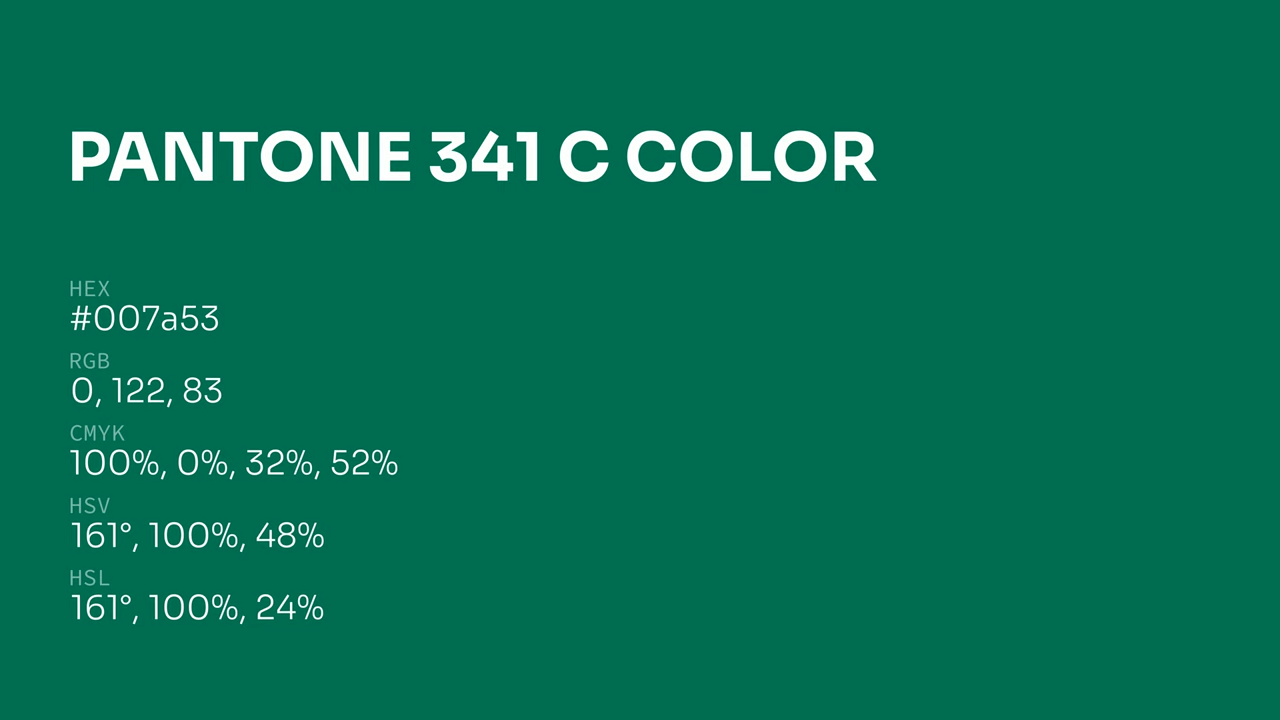 PANTONE 341 C COLOR
HEX
#007a53
RGB
0, 122, 83
CMYK
100%, 0%, 32%, 52%
HSV
161°, 100%, 48%
HSL
161°, 100%, 24%